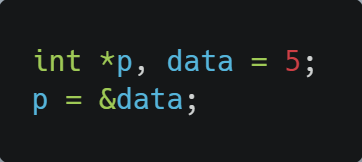 int *p, data = 5;
p = &data;